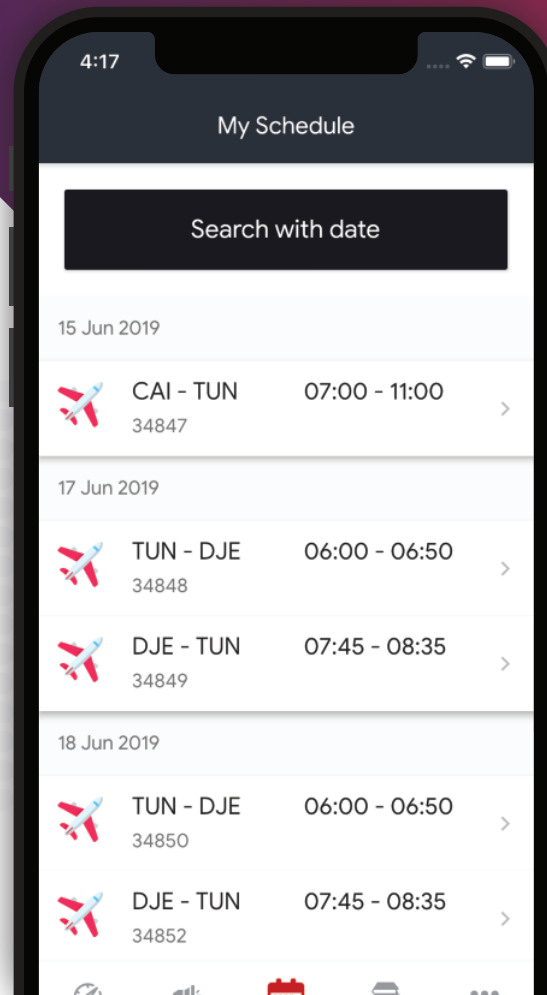 4:17
My Schedule
Search with date
15 Jun 2019
CAI - TUN 07:00 - 11:00
34847
17 Jun 2019
TUN - DJE 06:00 - 06:50
34848
DJE - TUN 07:45 - 08:35
34849
18 Jun 2019
TUN - DJE 06:00 - 06:50
34850
DJE - TUN 07:45 - 08:35
34852